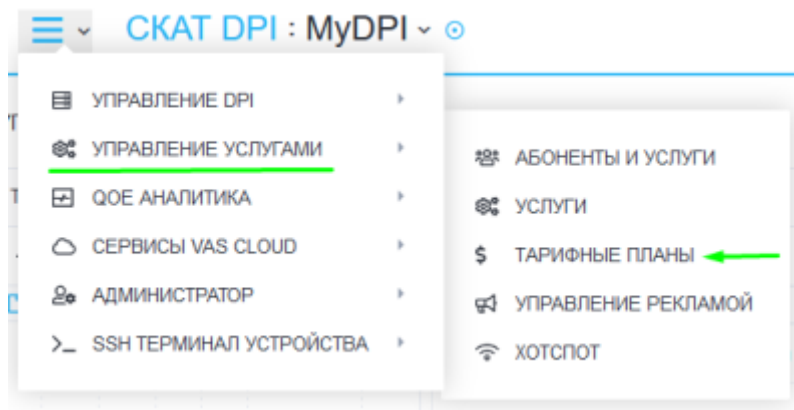 СКАТ DPI : MyDPI
УПРАВЛЕНИЕ DPI
УПРАВЛЕНИЕ УСЛУГАМИ
QOE АНАЛИТИКА
СЕРВИСЫ VAS CLOUD
АДМИНИСТРАТОР
>_ SSH ТЕРМИНАЛ УСТРОЙСТВА
АБОНЕНТЫ И УСЛУГИ
УСЛУГИ
$ ТАРИФНЫЕ ПЛАНЫ
УПРАВЛЕНИЕ РЕКЛАМОЙ
ХОТСПОТ